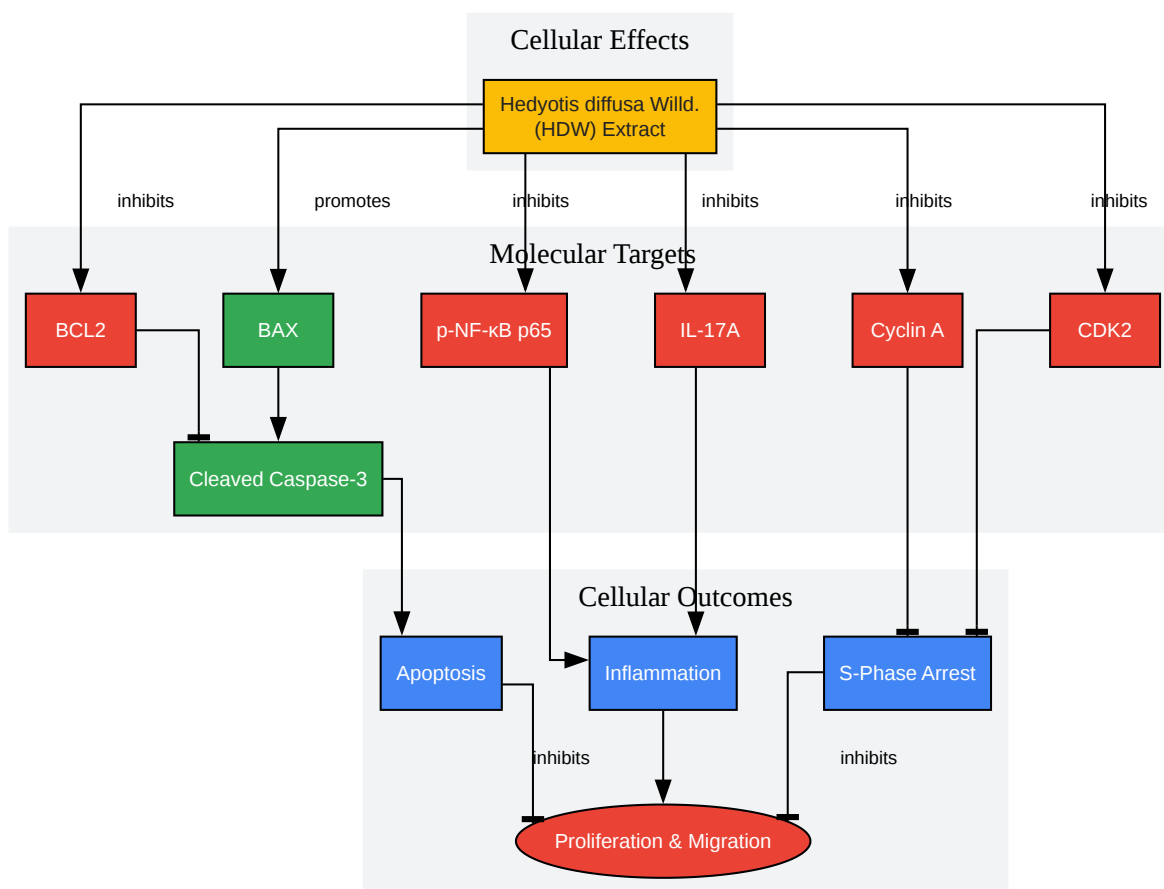 Cellular Effects
Hedyotis diffusa Willd.
(HDW) Extract
inhibits
promotes
inhibits
inhibits
inhibits
inhibits
Molecular Targets
BCL2
BAX
p-NF-κB p65
IL-17A
Cyclin A
CDK2
Cleaved Caspase-3
Cellular Outcomes
Apoptosis
Inflammation
S-Phase Arrest
inhibits
inhibits
Proliferation & Migration